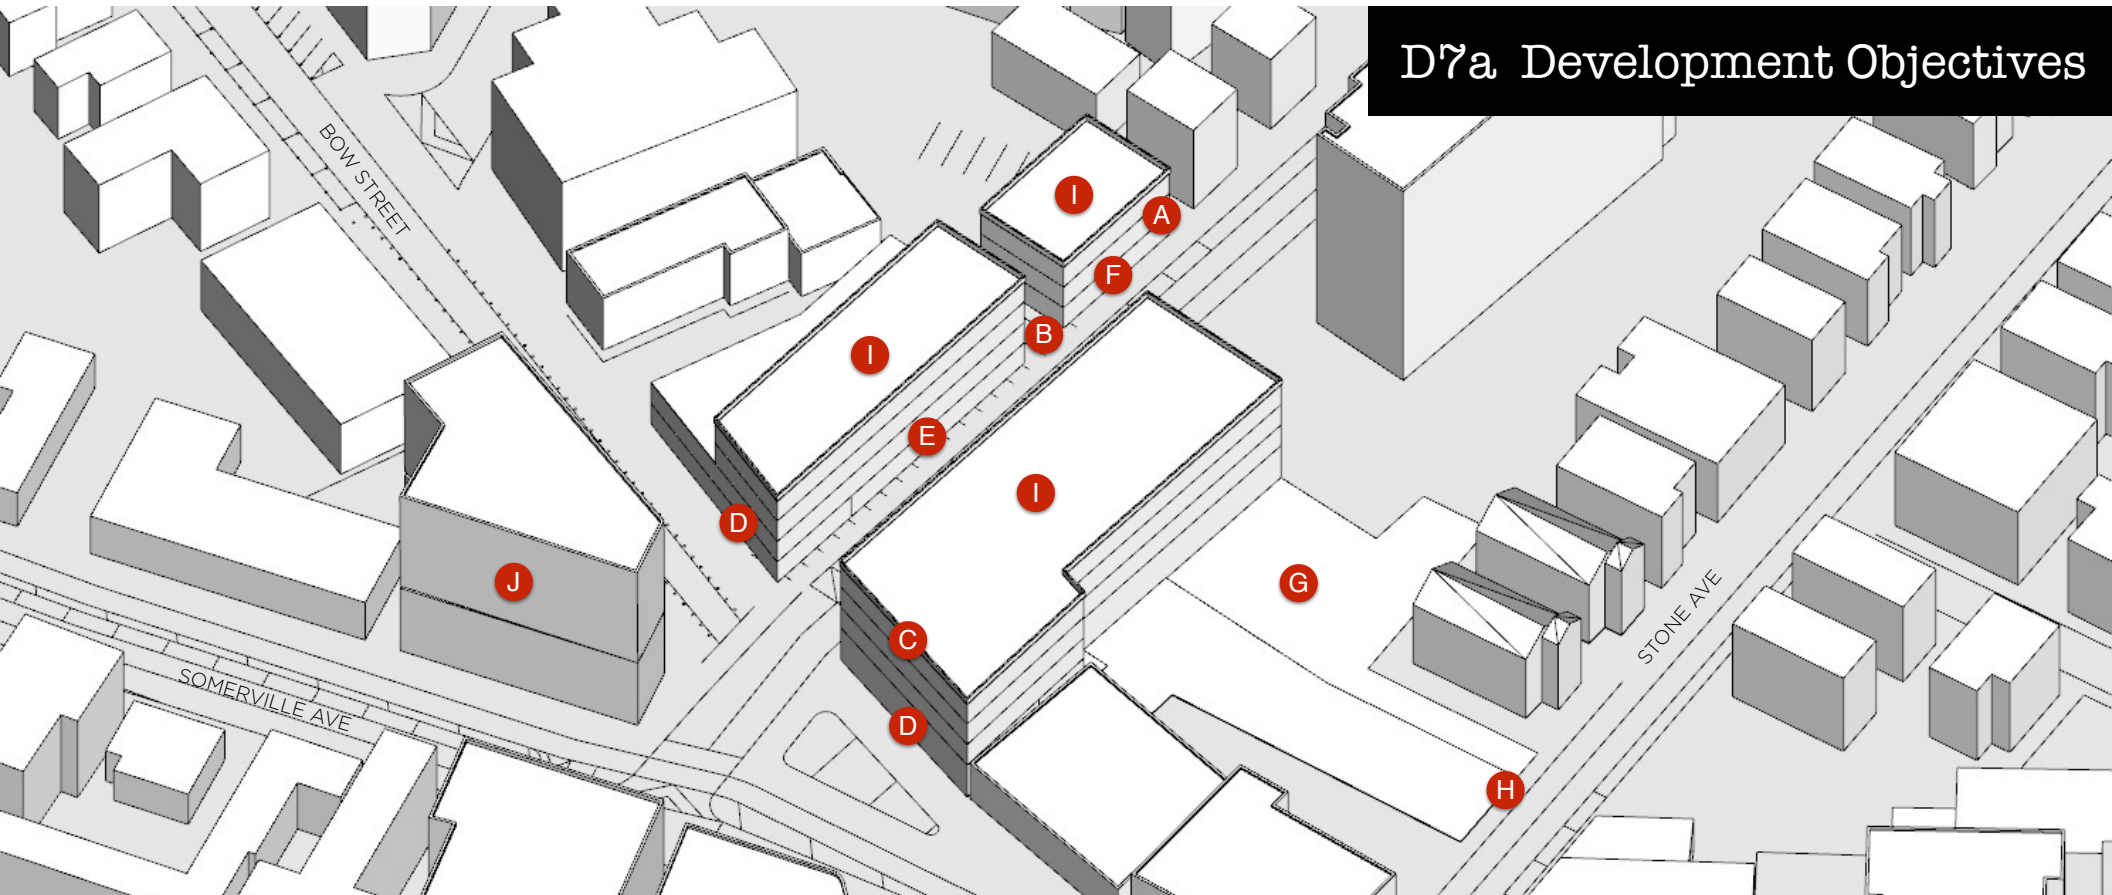 D7a Development Objectives
BOW STREET
I
A
F
B
I
E
I
D
J
G
C
STONE AVE
SOMERVILLE AVE
D
H